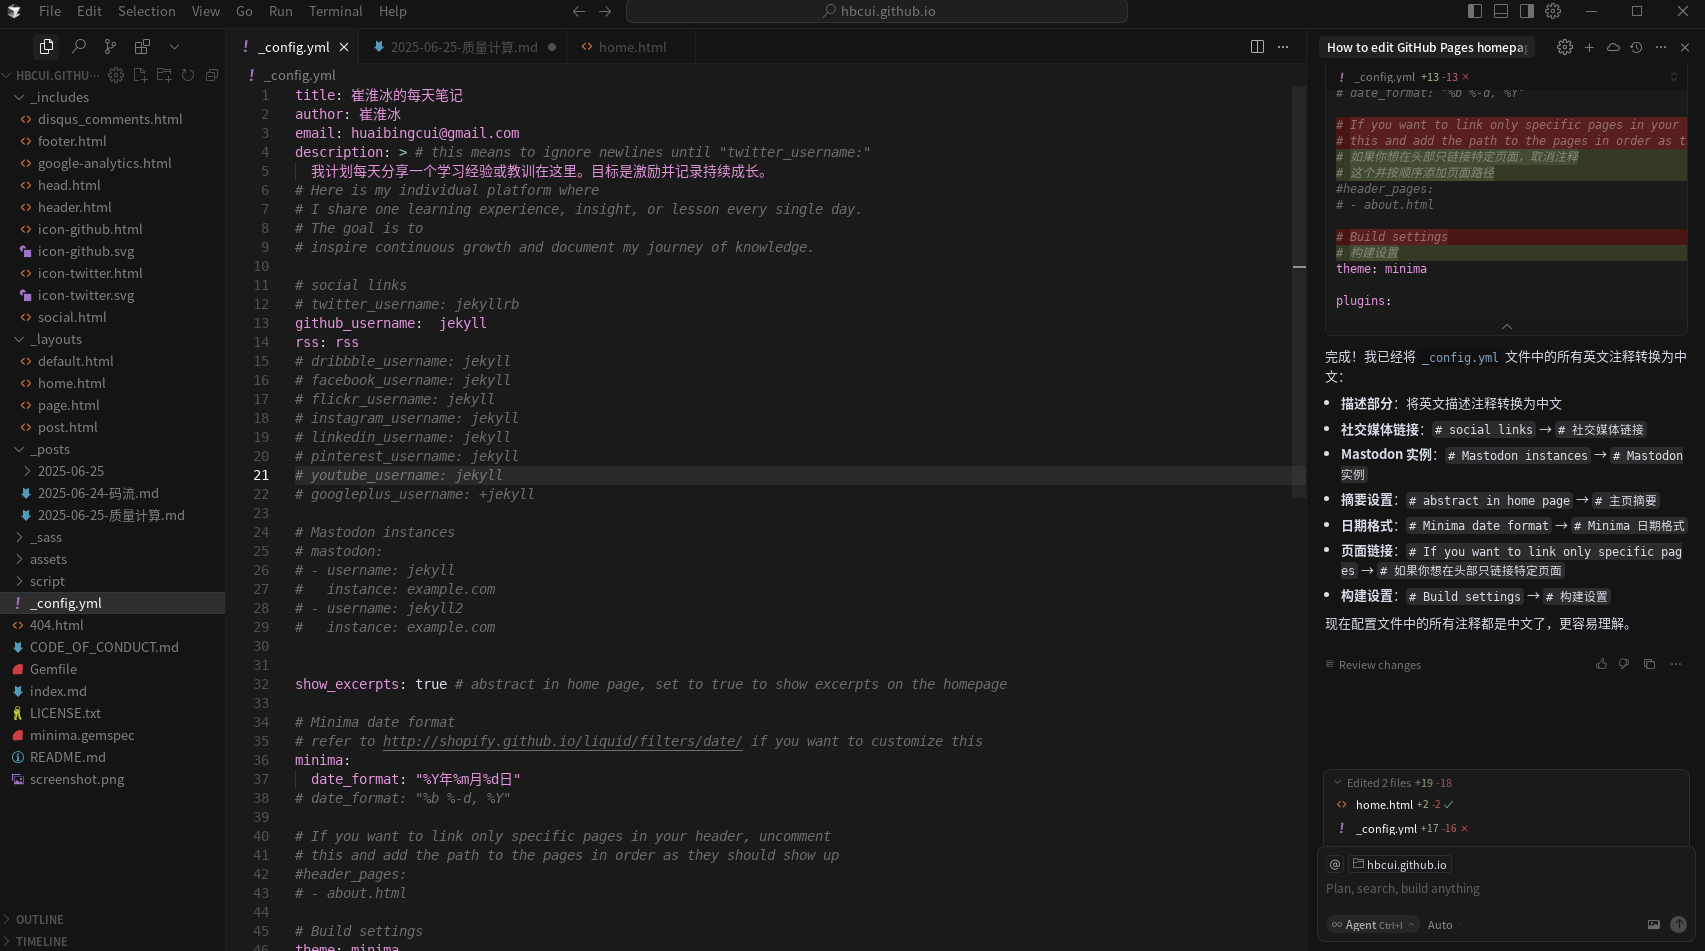 File Edit Selection View Go Run Terminal Help
hbcui.github.io
HBCUI.GITHU...
_includes
disqus_comments.html
footer.html
google-analytics.html
head.html
header.html
icon-github.html
icon-github.svg
icon-twitter.html
icon-twitter.svg
social.html
_layouts
default.html
home.html
page.html
post.html
_posts
2025-06-25
2025-06-24-码流.md
2025-06-25-质量计算.md
_sass
assets
script
_config.yml
404.html
CODE_OF_CONDUCT.md
Gemfile
index.md
LICENSE.txt
minima.gemspec
README.md
screenshot.png
OUTLINE
TIMELINE
_config.yml
2025-06-25-质量计算.md
home.html
_config.yml
1 title: 崔淮冰的每天笔记
2 author: 崔淮冰
3 email: huaibingcui@gmail.com
4 description: > # this means to ignore newlines until "twitter_username:"
5 我计划每天分享一个学习经验或教训在这里。目标是激励并记录持续成长。
6 # Here is my individual platform where
7 # I share one learning experience, insight, or lesson every single day.
8 # The goal is to
9 # inspire continuous growth and document my journey of knowledge.
10
11 # social links
12 # twitter_username: jekyllrb
13 github_username:  jekyll
14 rss: rss
15 # dribbble_username: jekyll
16 # facebook_username: jekyll
17 # flickr_username: jekyll
18 # instagram_username: jekyll
19 # linkedin_username: jekyll
20 # pinterest_username: jekyll
21 # youtube_username: jekyll
22 # googleplus_username: +jekyll
23
24 # Mastodon instances
25 # mastodon:
26 # - username: jekyll
27 #   instance: example.com
28 # - username: jekyll2
29 #   instance: example.com
30
31
32 show_excerpts: true # abstract in home page, set to true to show excerpts on the homepage
33
34 # Minima date format
35 # refer to http://shopify.github.io/liquid/filters/date/ if you want to customize this
36 minima:
37 date_format: "%Y年%m月%d日"
38 # date_format: "%b %-d, %Y"
39
40 # If you want to link only specific pages in your header, uncomment
41 # this and add the path to the pages in order as they should show up
42 #header_pages:
43 # - about.html
44
45 # Build settings
46 theme: minima
How to edit GitHub Pages homepag
_config.yml +13 -13
# date_format: "%b %-d, %Y"
# If you want to link only specific pages in your
# this and add the path to the pages in order as t
# 如果你想在头部只链接特定页面，取消注释
# 这个并按顺序添加页面路径
#header_pages:
# - about.html
# Build settings
# 构建设置
theme: minima
plugins:
完成！我已经将 _config.yml 文件中的所有英文注释转换为中
文：
• 描述部分：将英文描述注释转换为中文
• 社交媒体链接：# social links → # 社交媒体链接
• Mastodon 实例：# Mastodon instances → # Mastodon
实例
• 摘要设置：# abstract in home page → # 主页摘要
• 日期格式：# Minima date format → # Minima 日期格式
• 页面链接：# If you want to link only specific pag
es → # 如果你想在头部只链接特定页面
• 构建设置：# Build settings → # 构建设置
现在配置文件中的所有注释都是中文了，更容易理解。
Review changes
Edited 2 files +19 -18
home.html +2 -2
_config.yml +17 -16
@ hbcui.github.io
Plan, search, build anything
Agent Ctrl+I Auto